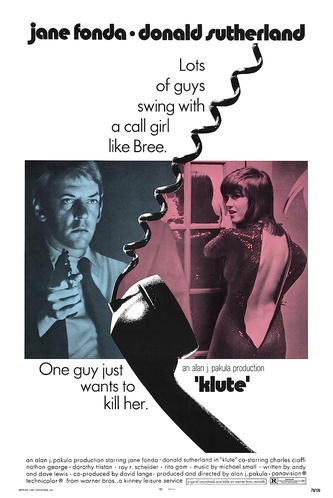 jane fonda · donald sutherland
Lots
of guys
swing with
a call girl
like Bree.
One guy just
wants to
kill her.
an alan j. pakula production
'klute'
an alan j. pakula production starring jane fonda · donald sutherland in "klute" co-starring charles cioffi
nathan george · dorothy tristan · roy r. scheider · rita gam · music by michael small · written by andy
and dave lewis · co-produced by david lange · produced and directed by alan j. pakula · panavision®
technicolor® from warner bros., a kinney leisure service
R